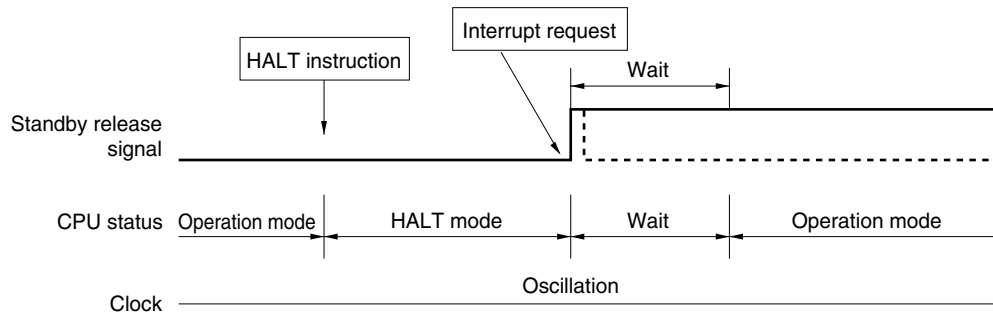 Interrupt request
HALT instruction
Wait
Standby release
signal
CPU status
Operation mode
HALT mode
Wait
Operation mode
Oscillation
Clock